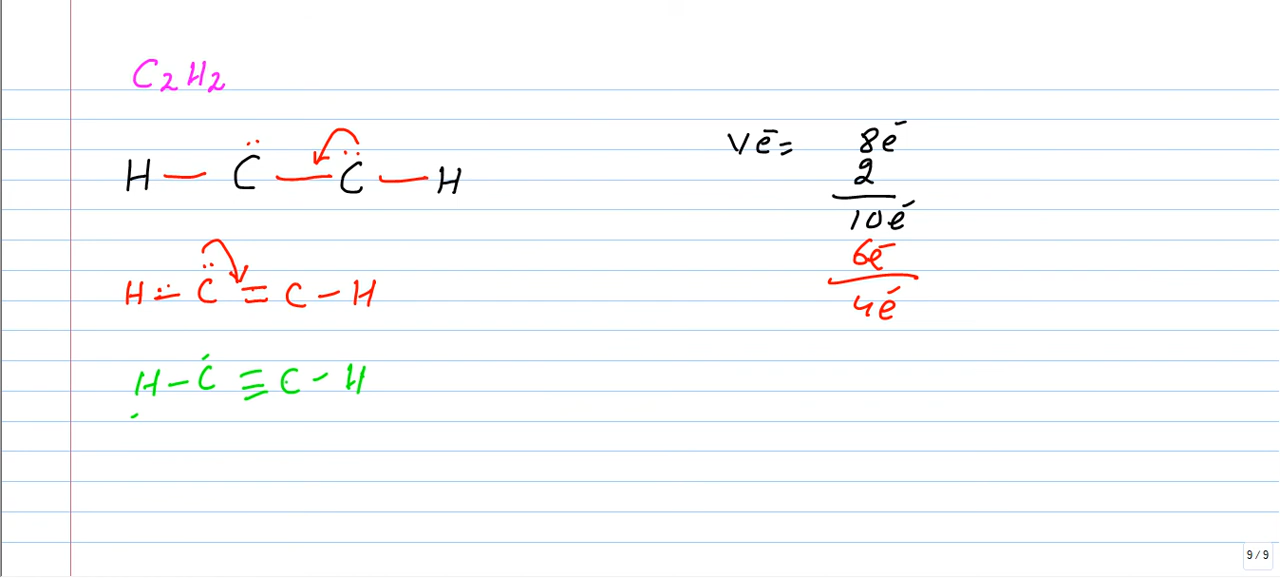 C2H2
Ve̅ = 8e̅
2
10e̅
H — C̈ — C̈ — H
6e̅
4e̅
H — C̈ = C — H
H — C ≡ C — H
9 / 9